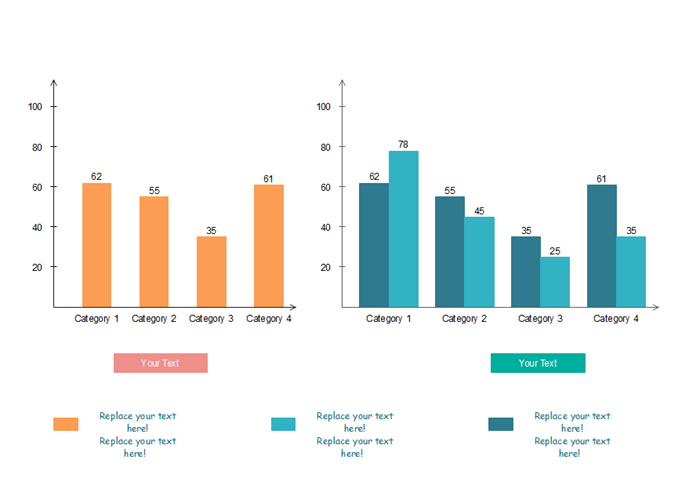 100
80
60
40
20
62
55
35
61
Category 1
Category 2
Category 3
Category 4
Your Text
100
80
60
40
20
62
78
55
45
35
25
61
35
Category 1
Category 2
Category 3
Category 4
Your Text
Replace your text
here!
Replace your text
here!
Replace your text
here!
Replace your text
here!
Replace your text
here!
Replace your text
here!